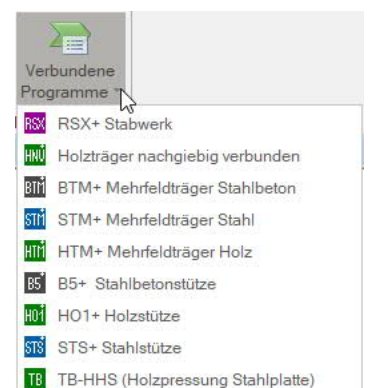 Verbundene
Programme
RSX RSX+ Stabwerk
HNV Holzträger nachgiebig verbunden
BTM BTM+ Mehrfeldträger Stahlbeton
STM STM+ Mehrfeldträger Stahl
HTM HTM+ Mehrfeldträger Holz
B5 B5+ Stahlbetonstütze
HO1 HO1+ Holzstütze
STS STS+ Stahlstütze
TB TB-HHS (Holzpressung Stahlplatte)